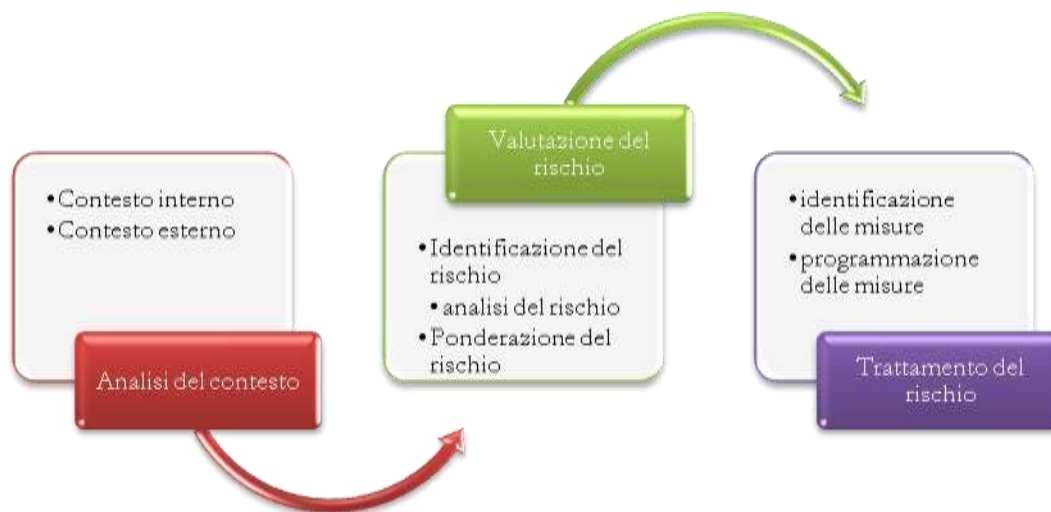 •Contesto interno
•Contesto esterno
Analisi del contesto
Valutazione del
rischio
•Identificazione del
rischio
•analisi del rischio
•Ponderazione del
rischio
•identificazione
delle misure
•programmazione
delle misure
Trattamento del
rischio